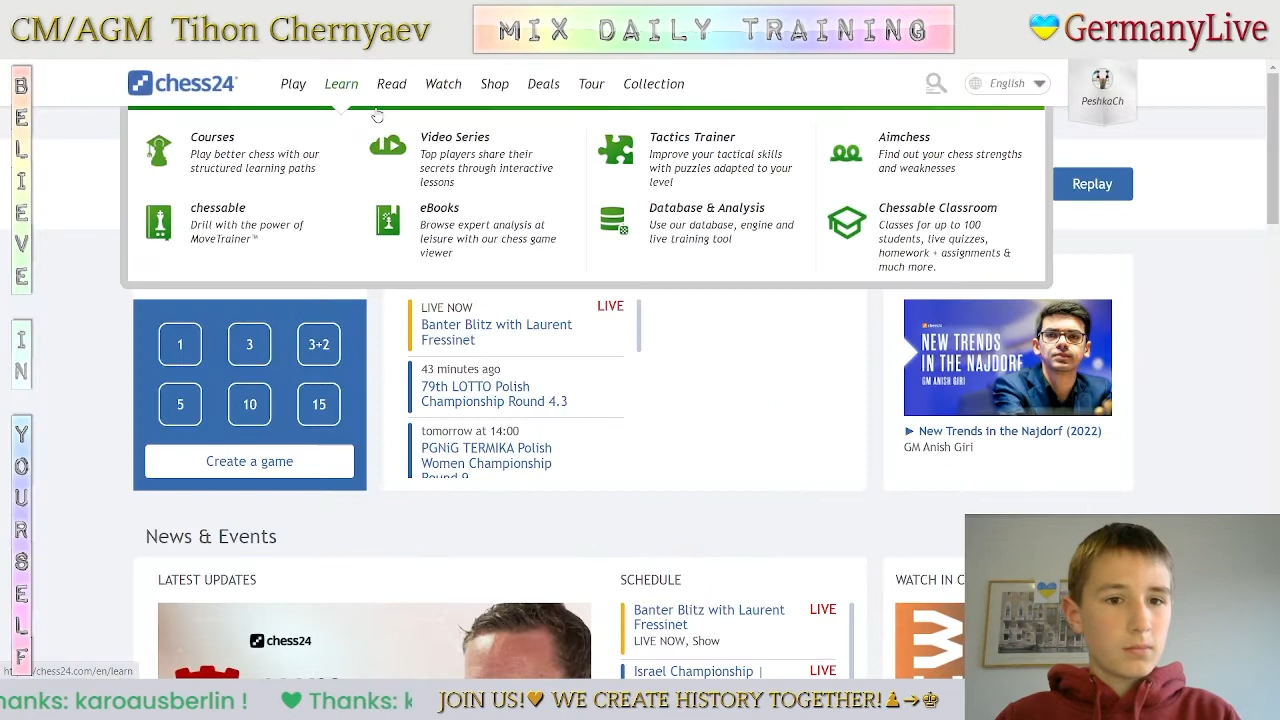 CM/AGM Tihon Chernyaev
MIX DAILY TRAINING
GermanyLive
BELIEVE
IN
YOURSELF
chess24
Play Learn Read Watch Shop Deals Tour Collection
English
PeshkaCh
Courses
Play better chess with our
structured learning paths
Video Series
Top players share their
secrets through interactive
lessons
Tactics Trainer
Improve your tactical skills
with puzzles adapted to your
level
Aimchess
Find out your chess strengths
and weaknesses
chessable
Drill with the power of
MoveTrainer™
eBooks
Browse expert analysis at
leisure with our chess game
viewer
Database & Analysis
Use our database, engine and
live training tool
Chessable Classroom
Classes for up to 100
students, live quizzes,
homework + assignments &
much more.
Replay
1 3 3+2
5 10 15
Create a game
LIVE NOW LIVE
Banter Blitz with Laurent
Fressinet
43 minutes ago
79th LOTTO Polish
Championship Round 4.3
tomorrow at 14:00
PGNiG TERMIKA Polish
Women Championship
Round 9
chess24
NEW TRENDS
IN THE NAJDORF
GM ANISH GIRI
New Trends in the Najdorf (2022)
GM Anish Giri
News & Events
LATEST UPDATES
chess24
SCHEDULE
Banter Blitz with Laurent LIVE
Fressinet
LIVE NOW, Show
Israel Championship | LIVE
WATCH IN C
/chess24.com/en/learn
hanks: karoausberlin ! Thanks: k
JOIN US! WE CREATE HISTORY TOGETHER!